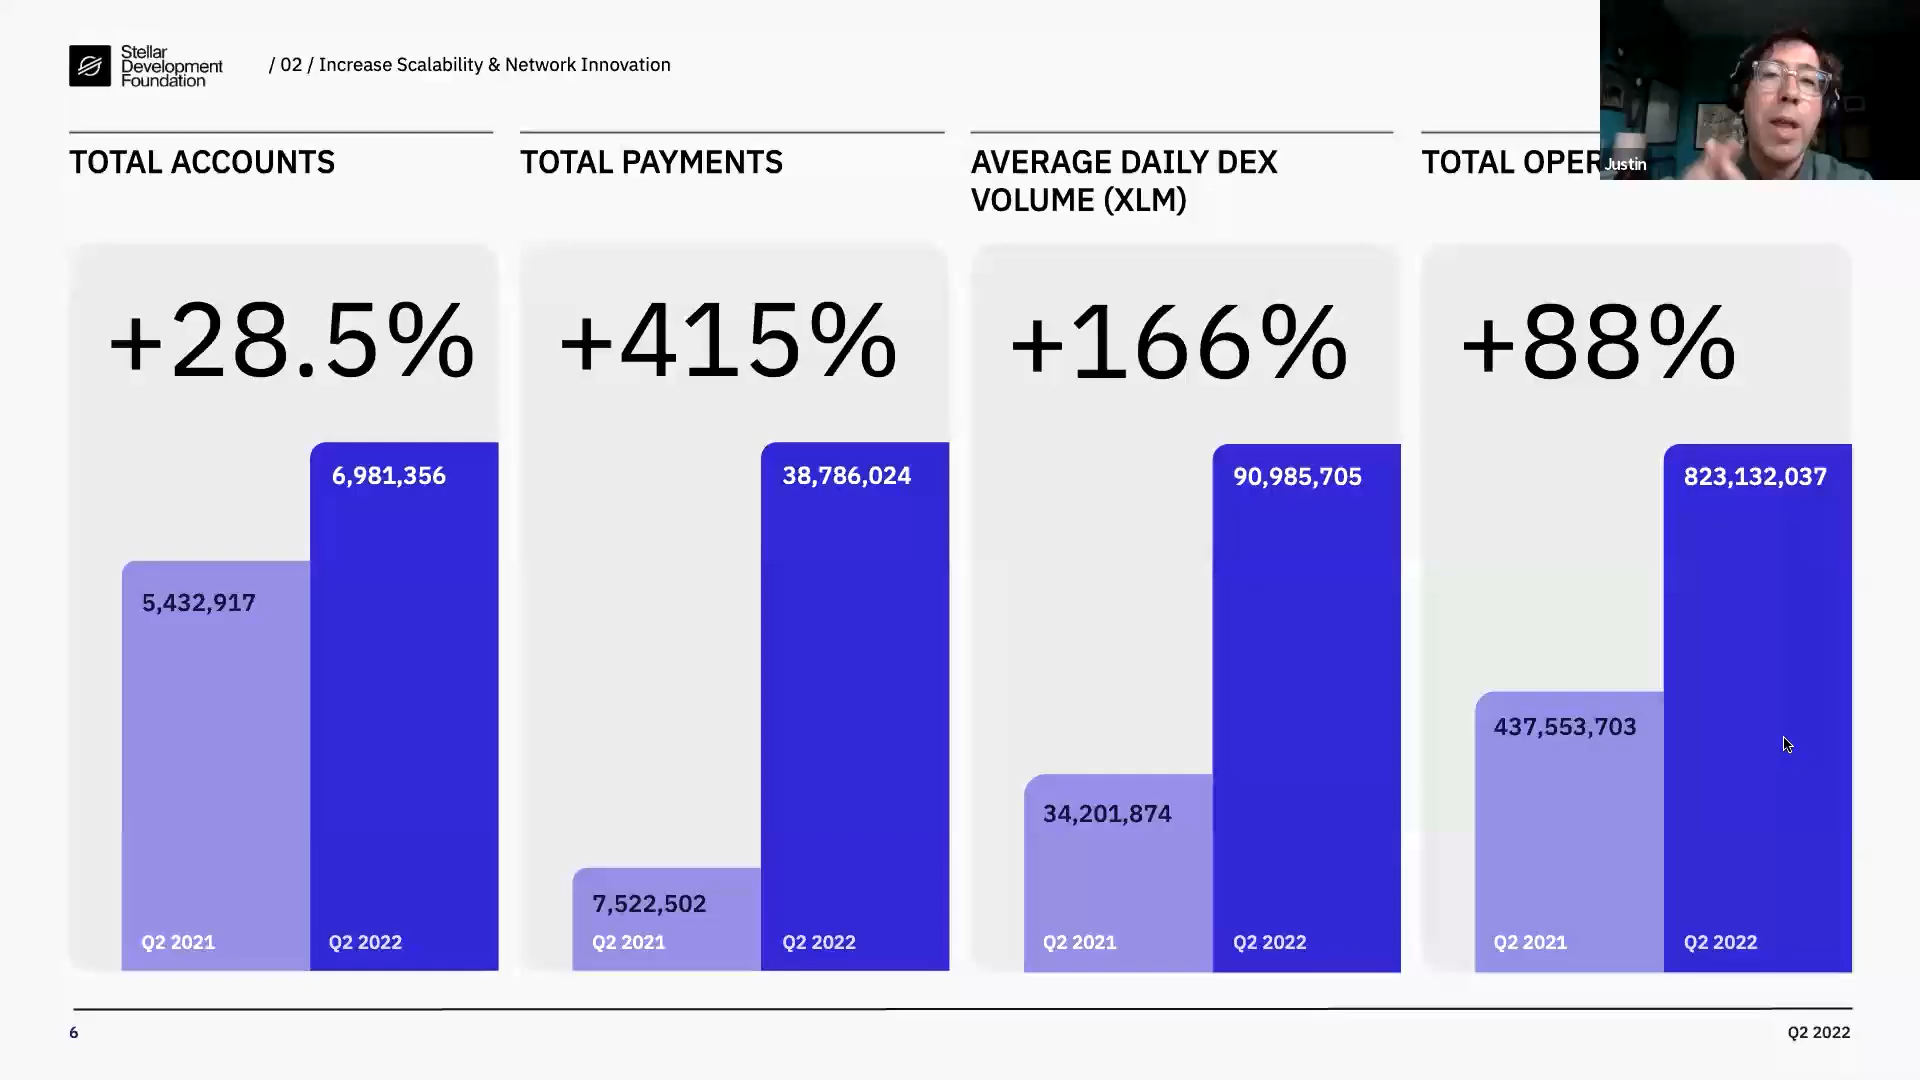 Stellar
Development
Foundation
/ 02 / Increase Scalability & Network Innovation
Justin
TOTAL ACCOUNTS
+28.5%
6,981,356
5,432,917
Q2 2021
Q2 2022
TOTAL PAYMENTS
+415%
38,786,024
7,522,502
Q2 2021
Q2 2022
AVERAGE DAILY DEX
VOLUME (XLM)
+166%
90,985,705
34,201,874
Q2 2021
Q2 2022
TOTAL OPER
+88%
823,132,037
437,553,703
Q2 2021
Q2 2022
6
Q2 2022